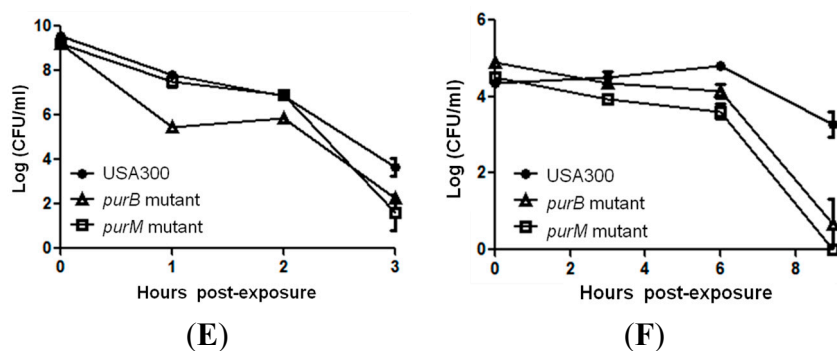 10
8
6
4
2
0
Log (CFU/ml)
USA300
purB mutant
purM mutant
0 1 2 3
Hours post-exposure
(E)
6
4
2
0
Log (CFU/ml)
USA300
purB mutant
purM mutant
0 2 4 6 8
Hours post-exposure
(F)